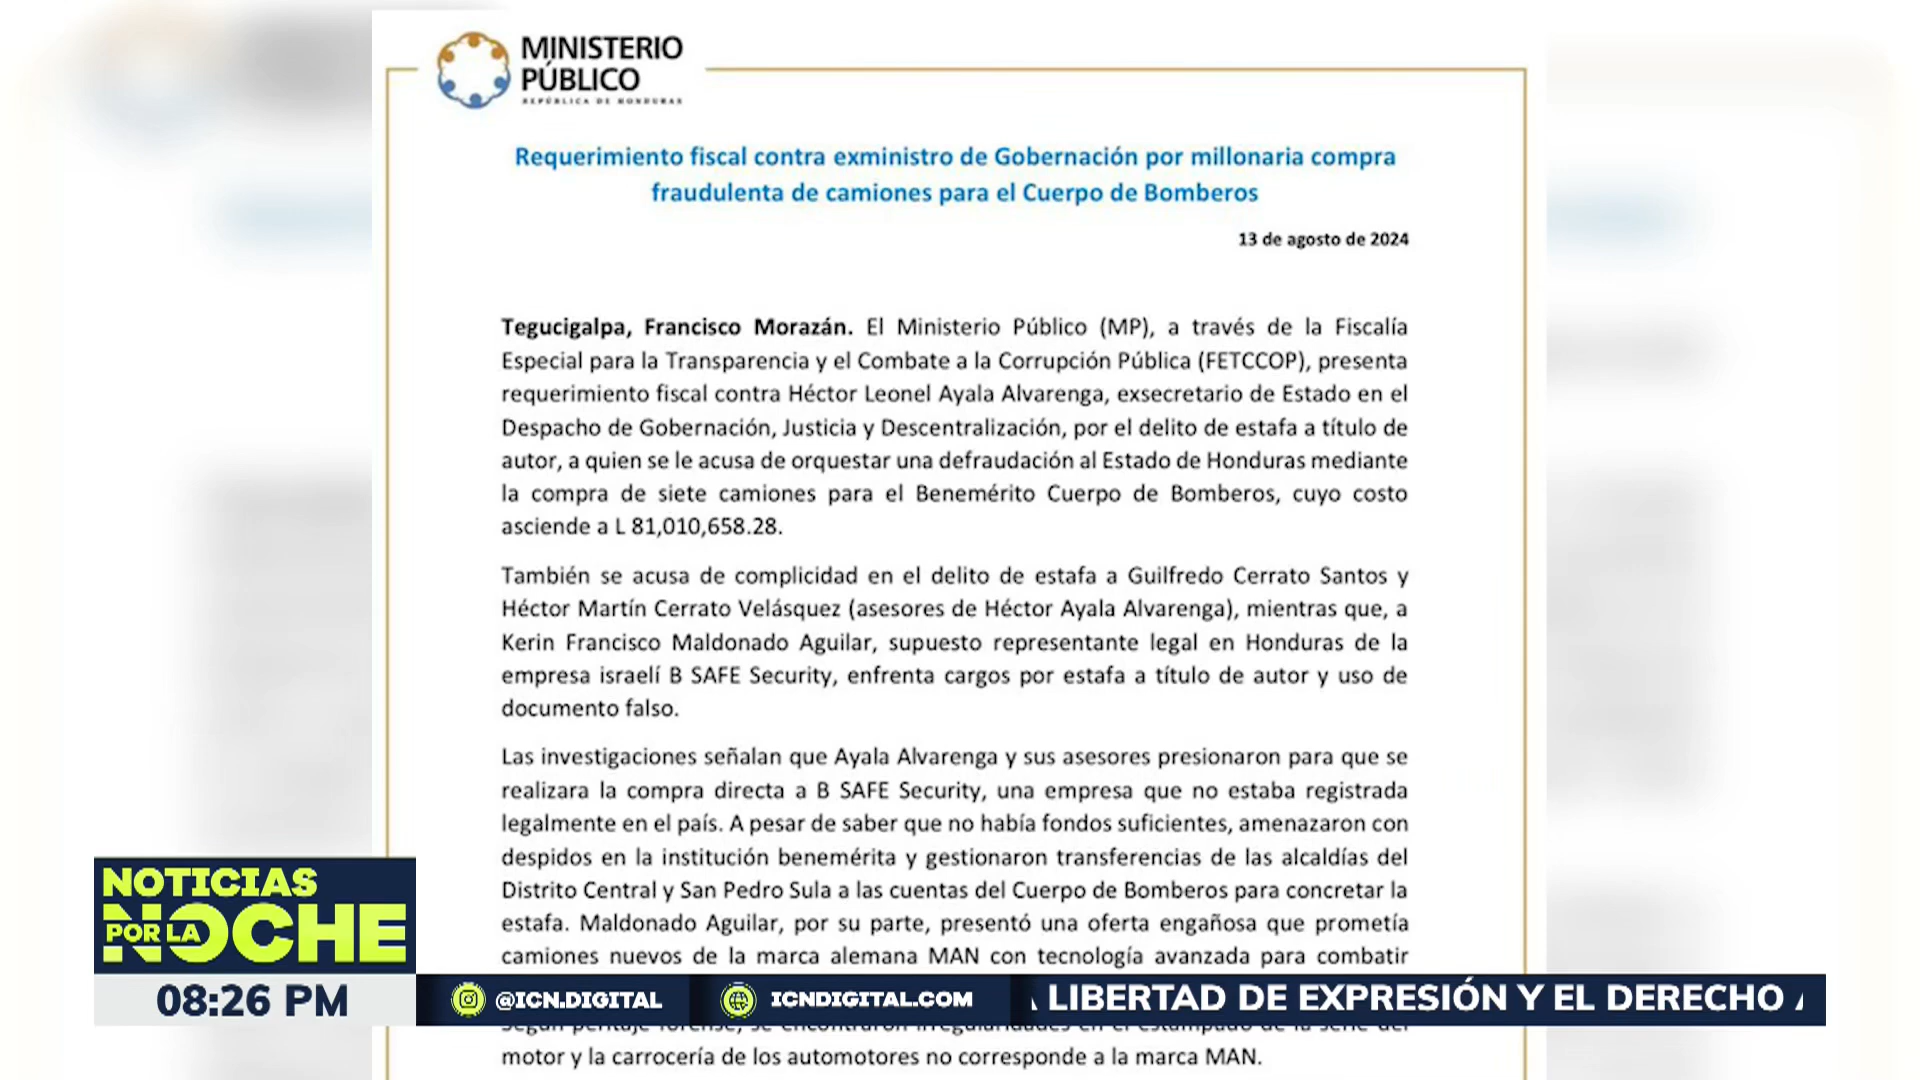 MINISTERIO
PÚBLICO
REPÚBLICA DE HONDURAS
Requerimiento fiscal contra exministro de Gobernación por millonaria compra
fraudulenta de camiones para el Cuerpo de Bomberos
13 de agosto de 2024
Tegucigalpa, Francisco Morazán. El Ministerio Público (MP), a través de la Fiscalía
Especial para la Transparencia y el Combate a la Corrupción Pública (FETCCOP), presenta
requerimiento fiscal contra Héctor Leonel Ayala Alvarenga, exsecretario de Estado en el
Despacho de Gobernación, Justicia y Descentralización, por el delito de estafa a título de
autor, a quien se le acusa de orquestar una defraudación al Estado de Honduras mediante
la compra de siete camiones para el Benemérito Cuerpo de Bomberos, cuyo costo
asciende a L 81,010,658.28.
También se acusa de complicidad en el delito de estafa a Guilfredo Cerrato Santos y
Héctor Martín Cerrato Velásquez (asesores de Héctor Ayala Alvarenga), mientras que, a
Kerin Francisco Maldonado Aguilar, supuesto representante legal en Honduras de la
empresa israelí B SAFE Security, enfrenta cargos por estafa a título de autor y uso de
documento falso.
Las investigaciones señalan que Ayala Alvarenga y sus asesores presionaron para que se
realizara la compra directa a B SAFE Security, una empresa que no estaba registrada
legalmente en el país. A pesar de saber que no había fondos suficientes, amenazaron con
despidos en la institución benemérita y gestionaron transferencias de las alcaldías del
Distrito Central y San Pedro Sula a las cuentas del Cuerpo de Bomberos para concretar la
estafa. Maldonado Aguilar, por su parte, presentó una oferta engañosa que prometía
camiones nuevos de la marca alemana MAN con tecnología avanzada para combatir
motor y la carrocería de los automotores no corresponde a la marca MAN.
NOTICIAS
POR LA NOCHE
08:26 PM
@ICN.DIGITAL
ICNDIGITAL.COM
LIBERTAD DE EXPRESIÓN Y EL DERECHO